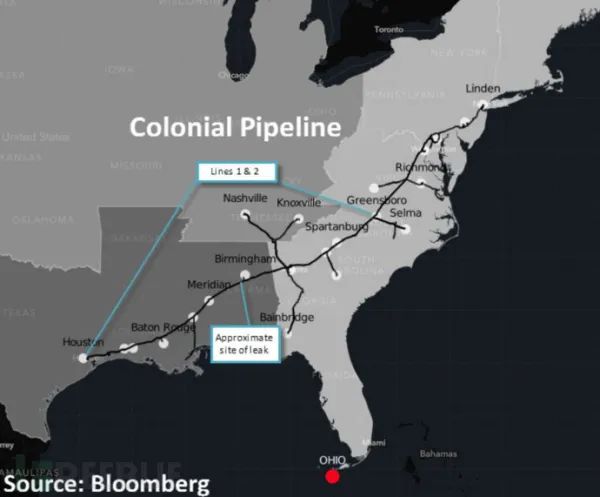 Toronto
NEW YORK
IOWA
Chicago
PENNSYLVANIA
Linden
OHIO
United States
Colonial Pipeline
KANSAS
MISSOURI
Lines 1 & 2
Richmond
Nashville
Knoxville
Greensboro
Selma
OKLAHOMA
Spartanburg
ARKANSAS
SOUTH
CAROLINA
Birmingham
Meridian
GEORGIA
TEXAS
Bainbridge
Baton Rouge
Houston
Approximate
site of leak
FLORIDA
Miami
OHIO
Bahamas
TAMAULIPAS
Source: Bloomberg